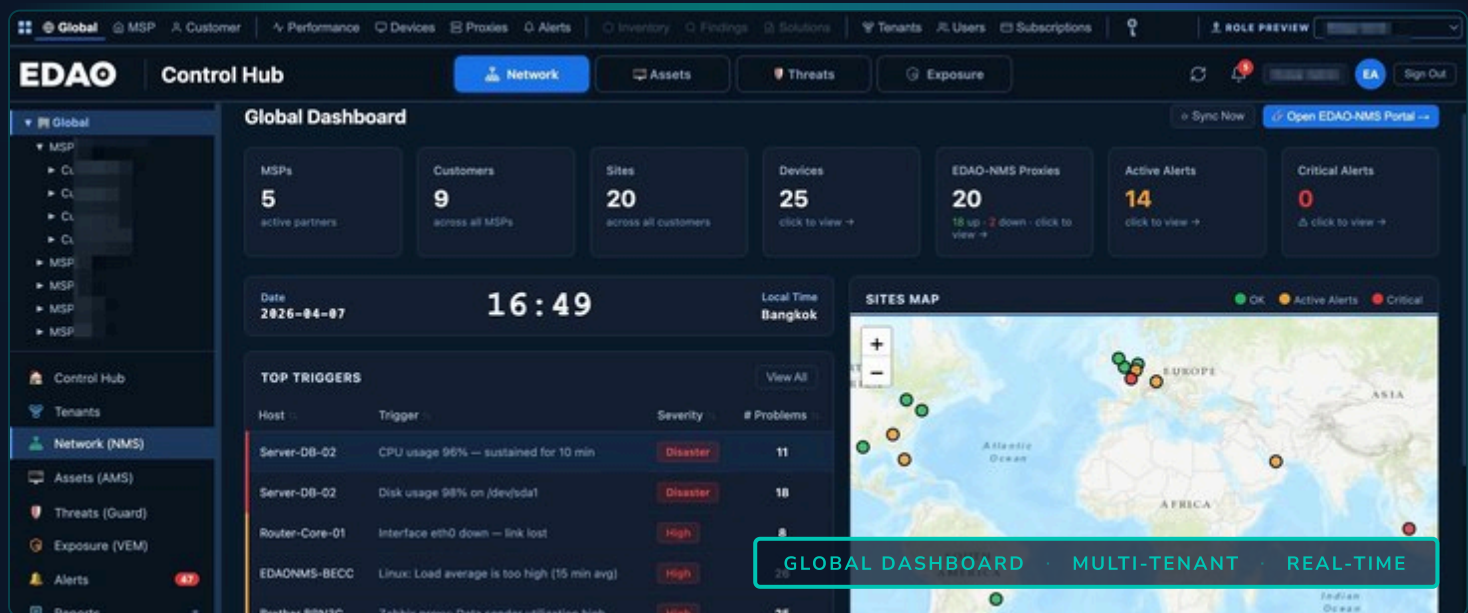 Global MSP Customer Performance Devices Proxies Alerts Inventory Findings Solutions Tenants Users Subscriptions ROLE PREVIEW
EDAO Control Hub Network Assets Threats Exposure 5 EA Sign Out
Global
MSP
MSP
MSP
MSP
MSP
Control Hub
Tenants
Network (NMS)
Assets (AMS)
Threats (Guard)
Exposure (VEM)
Alerts 47
Reports
Global Dashboard Sync Now Open EDAO-NMS Portal →
MSPs
5
active partners
Customers
9
across all MSPs
Sites
20
across all customers
Devices
25
click to view →
EDAO-NMS Proxies
20
18 up · 2 down · click to
view →
Active Alerts
14
click to view →
Critical Alerts
0
⚠ click to view →
Date
2026-04-07
16:49
Local Time
Bangkok
TOP TRIGGERS View All
Host Trigger Severity # Problems
Server-DB-02 CPU usage 96% — sustained for 10 min Disaster 11
Server-DB-02 Disk usage 98% on /dev/sda1 Disaster 18
Router-Core-01 Interface eth0 down — link lost High 8
EDAONMS-BECC Linux: Load average is too high (15 min avg) High 26
SITES MAP OK Active Alerts Critical
+
−
EUROPE
ASIA
Atlantic
Ocean
AFRICA
GLOBAL DASHBOARD · MULTI-TENANT · REAL-TIME
AMERICA
Indian
Ocean